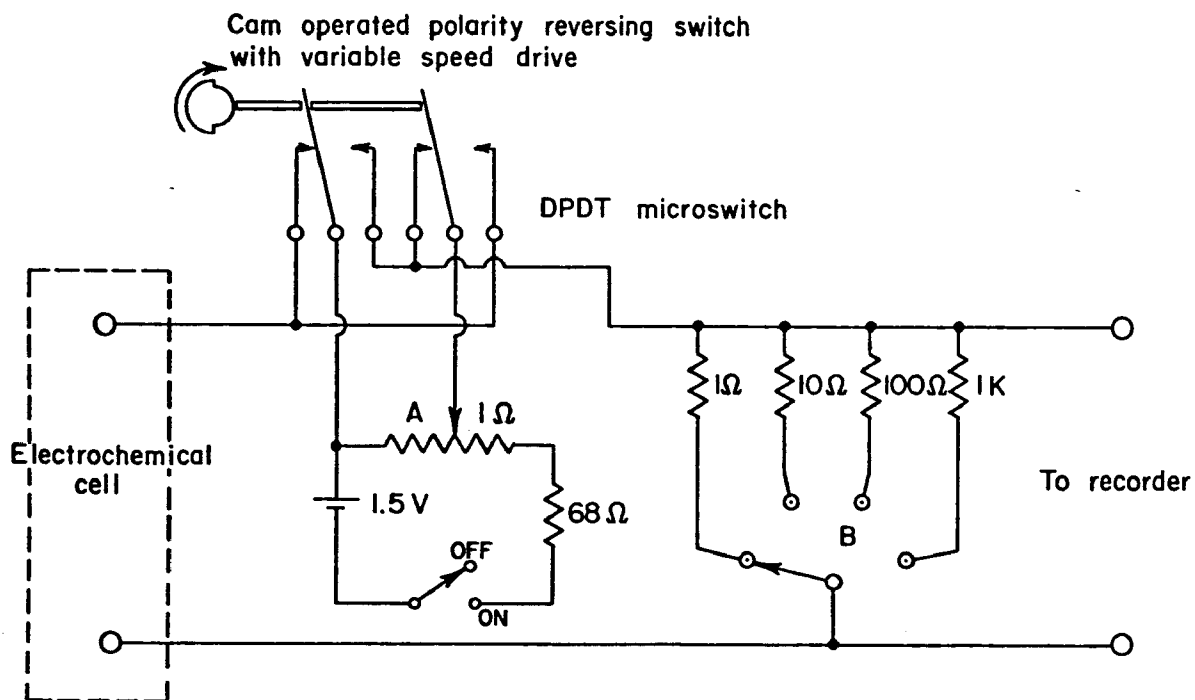 Cam operated polarity reversing switch
with variable speed drive
DPDT microswitch
1Ω
10Ω
100Ω
1K
A
1Ω
Electrochemical
cell
To recorder
1.5V
68Ω
B
OFF
ON